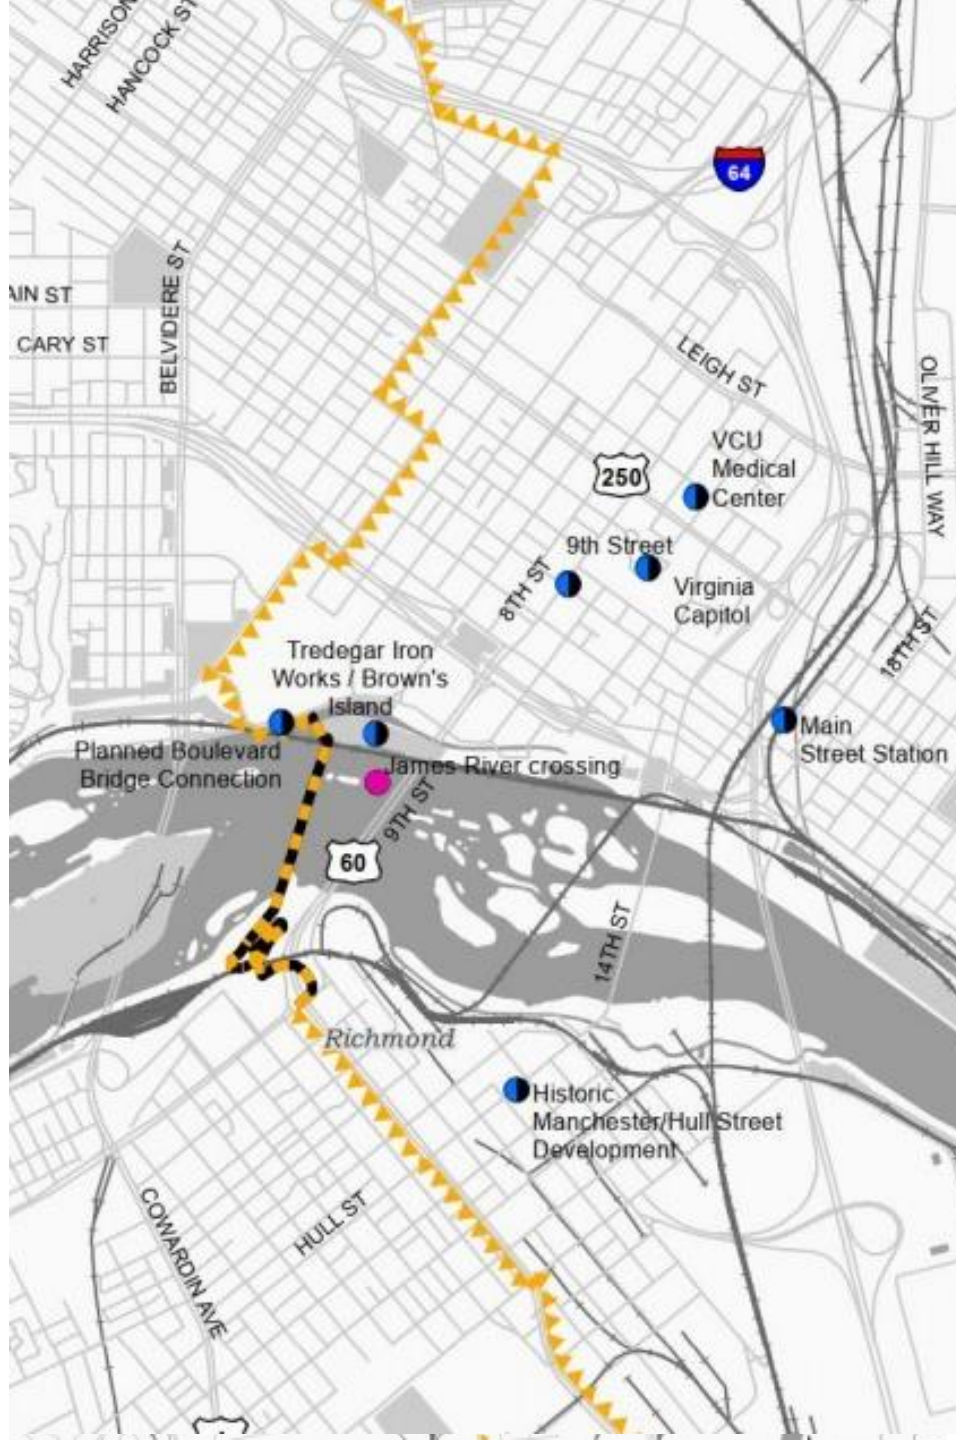 HARRISON
HANCOCK ST
64
AIN ST
CARY ST
BELVIDERE ST
LEIGH ST
OLIVER HILL WAY
VCU
Medical
Center
250
9th Street
8TH ST
Virginia
Capitol
18TH ST
Tredegar Iron
Works / Brown's
Island
Planned Boulevard
Bridge Connection
Main
Street Station
James River crossing
9TH ST
60
14TH ST
Richmond
Historic
Manchester/Hull Street
Development
COWARDIN AVE
HULL ST